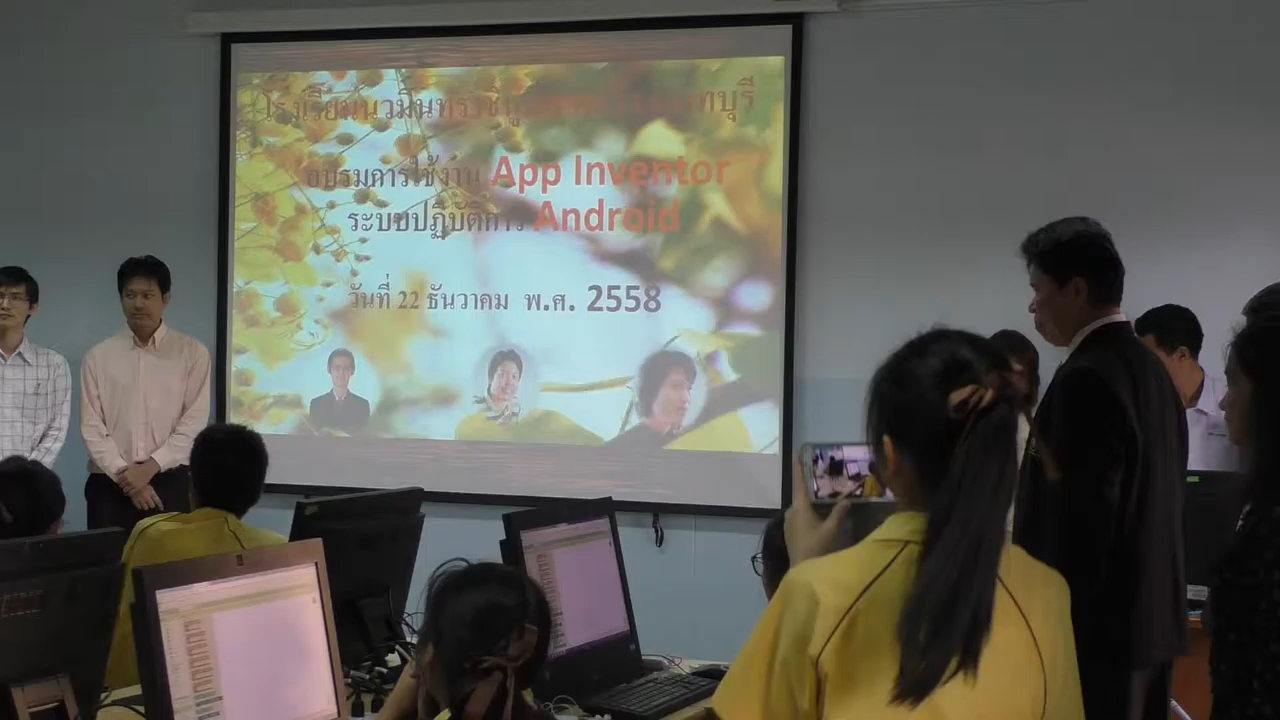 โรงเรียนนวมินทราชินูทิศ
อบรมการใช้งาน App Inventor
ระบบปฏิบัติการ Android
วันที่ 22 ธันวาคม พ.ศ. 2558